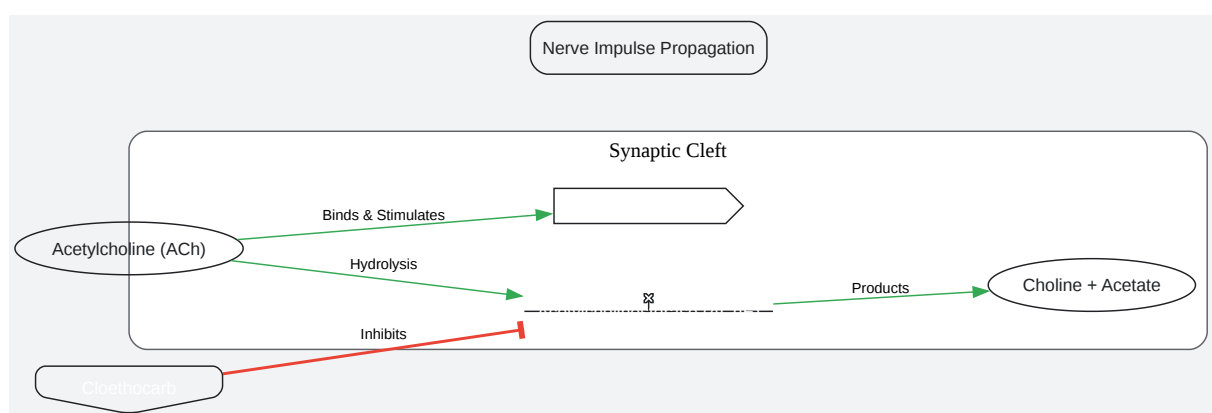 Nerve Impulse Propagation
Synaptic Cleft
Binds & Stimulates
Acetylcholine (ACh)
Hydrolysis
Products
Choline + Acetate
Inhibits
Cloethocarb